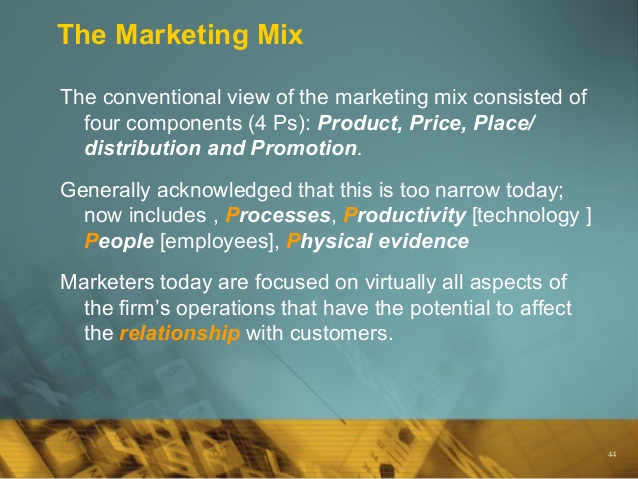 The Marketing Mix
The conventional view of the marketing mix consisted of
four components (4 Ps): Product, Price, Place/
distribution and Promotion.
Generally acknowledged that this is too narrow today;
now includes , Processes, Productivity [technology ]
People [employees], Physical evidence
Marketers today are focused on virtually all aspects of
the firm’s operations that have the potential to affect
the relationship with customers.
44